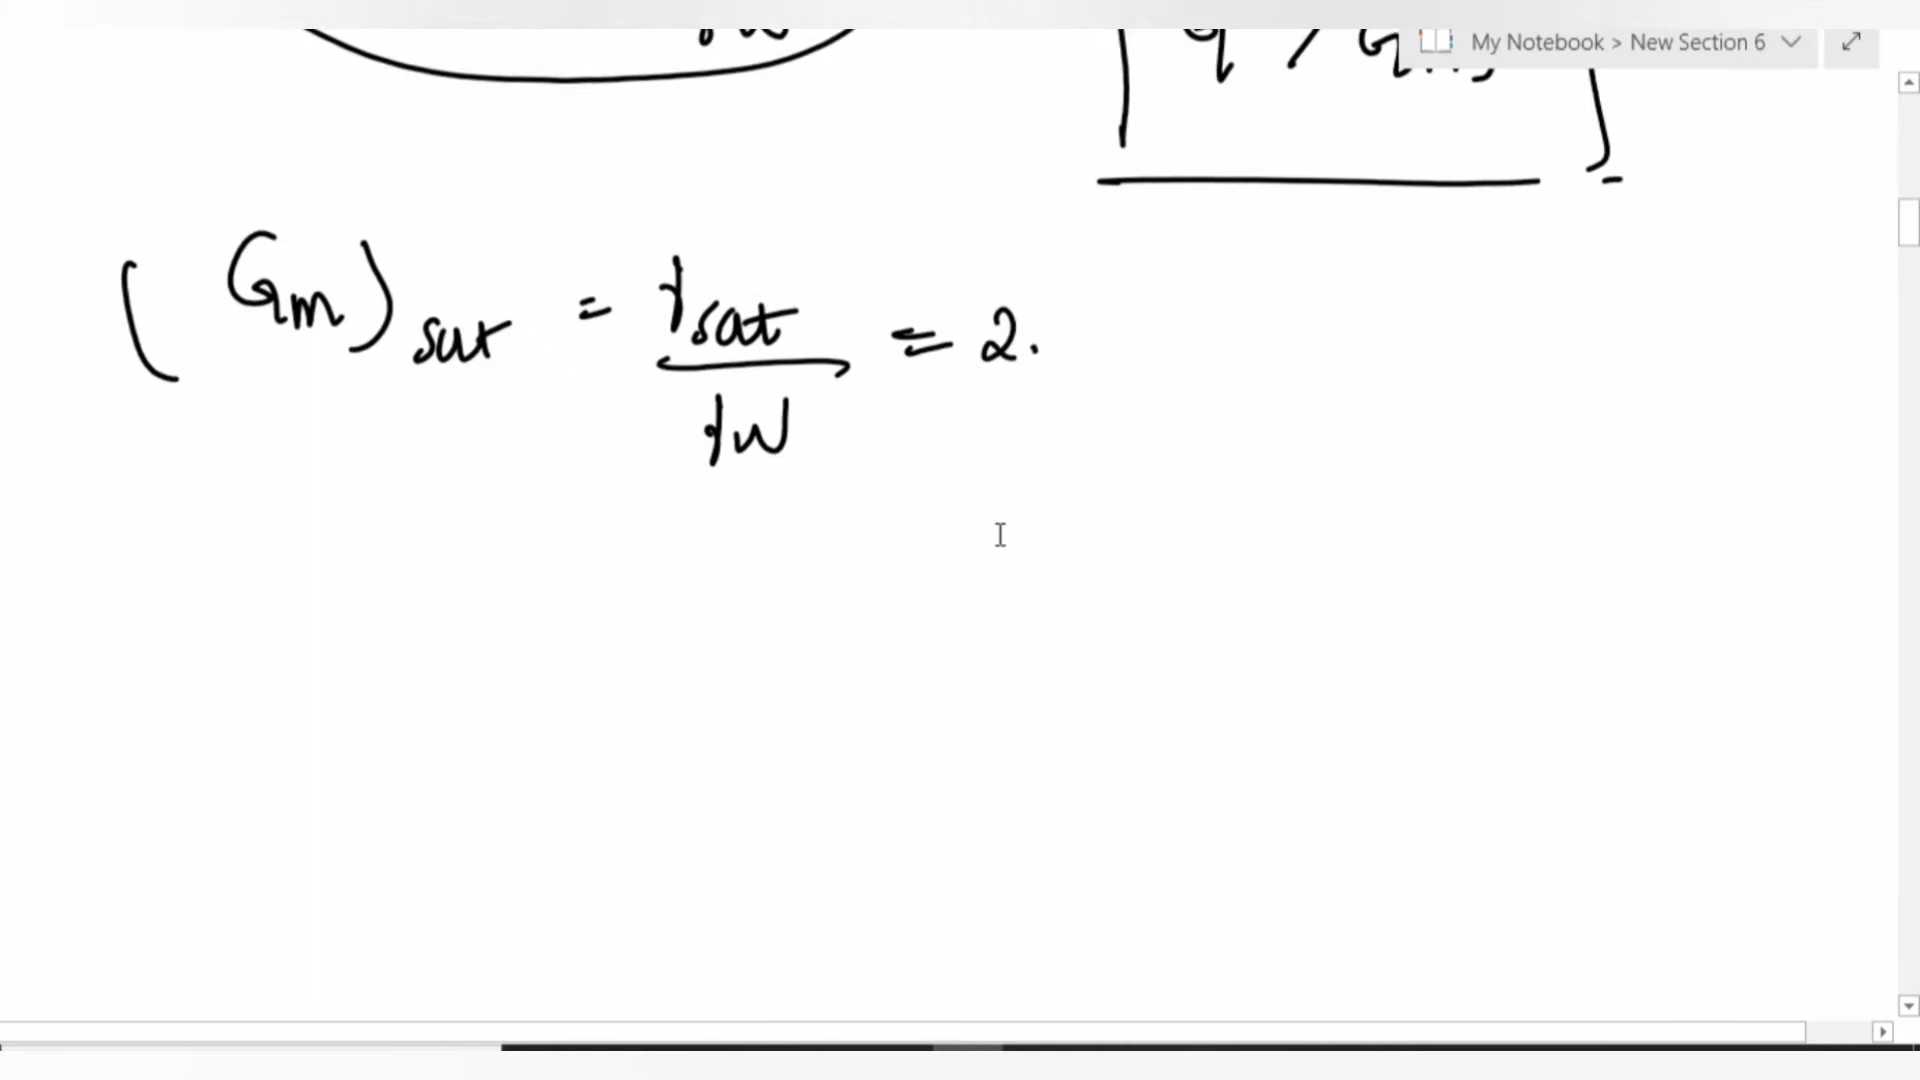 My Notebook > New Section 6
(Gm)sat = γsat / γw = 2.